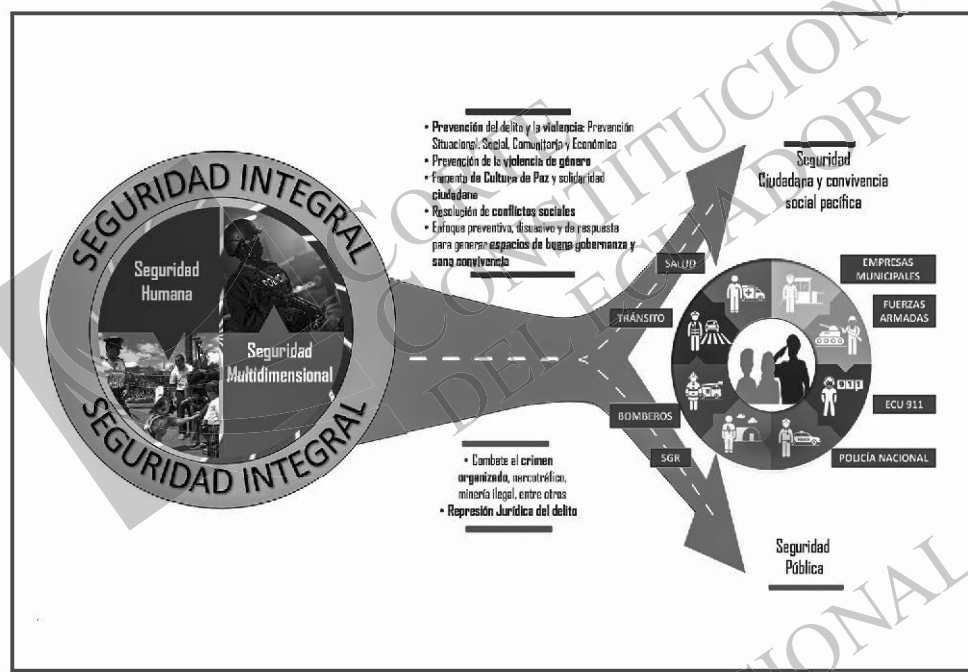 SEGURIDAD INTEGRAL
Seguridad
Humana
POLICIA
Seguridad
Multidimensional
SEGURIDAD INTEGRAL
• Prevención del delito y la violencia: Prevención
Situacional, Social, Comunitaria y Económica
• Prevención de la violencia de género
• Fomento de Cultura de Paz y solidaridad
ciudadana
• Resolución de conflictos sociales
• Enfoque preventivo, disuasivo y de respuesta
para generar espacios de buena gobernanza y
sana convivencia
• Combate al crimen
organizado, narcotráfico,
minería ilegal, entre otros
• Represión Jurídica del delito
Seguridad
Ciudadana y convivencia
social pacífica
SALUD
TRÁNSITO
BOMBEROS
SGR
EMPRESAS
MUNICIPALES
FUERZAS
ARMADAS
911
ECU 911
POLICÍA NACIONAL
Seguridad
Pública
CORTE
CONSTITUCIONAL
DEL ECUADOR
CIONAL